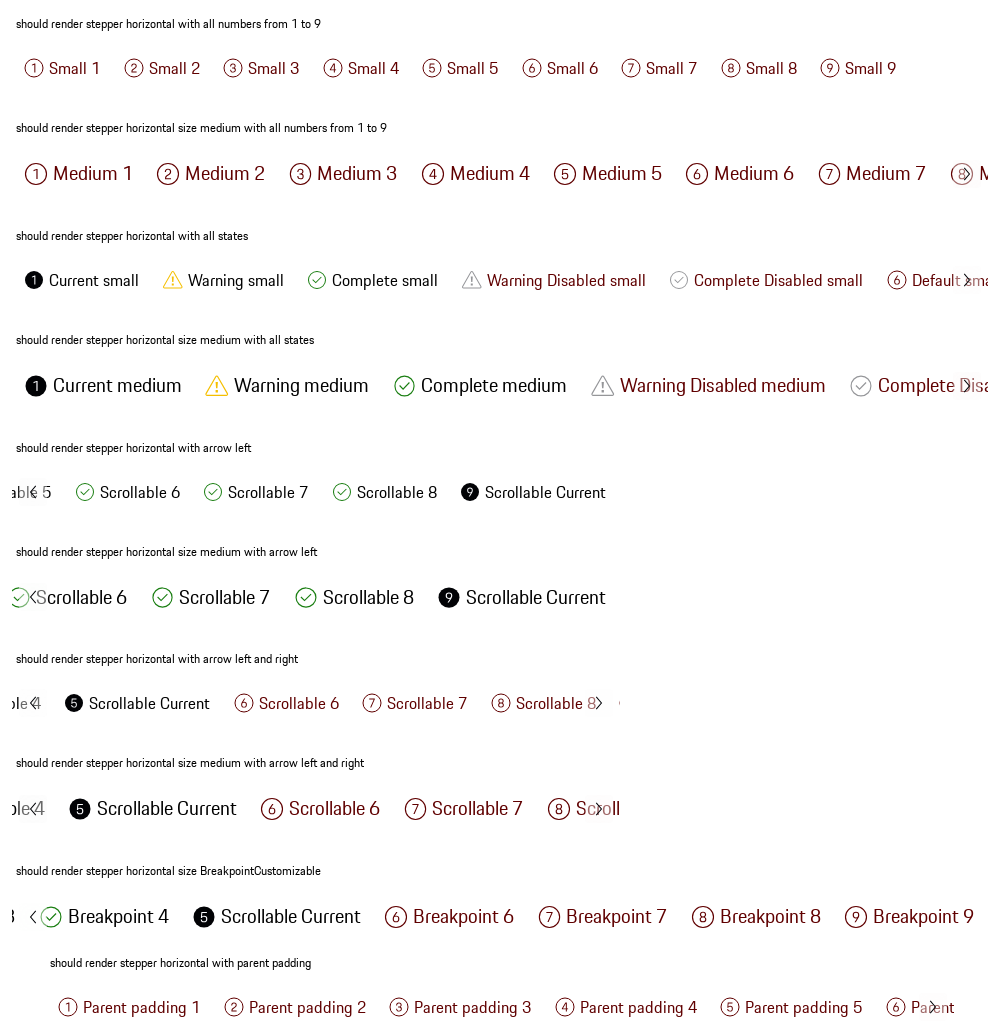 should render stepper horizontal with all numbers from 1 to 9
1 Small 1 2 Small 2 3 Small 3 4 Small 4 5 Small 5 6 Small 6 7 Small 7 8 Small 8 9 Small 9
should render stepper horizontal size medium with all numbers from 1 to 9
1 Medium 1 2 Medium 2 3 Medium 3 4 Medium 4 5 Medium 5 6 Medium 6 7 Medium 7 8 M
should render stepper horizontal with all states
1 Current small Warning small Complete small Warning Disabled small Complete Disabled small 6 Default sma
should render stepper horizontal size medium with all states
1 Current medium Warning medium Complete medium Warning Disabled medium Complete Disa
should render stepper horizontal with arrow left
able 5 Scrollable 6 Scrollable 7 Scrollable 8 9 Scrollable Current
should render stepper horizontal size medium with arrow left
Scrollable 6 Scrollable 7 Scrollable 8 9 Scrollable Current
should render stepper horizontal with arrow left and right
ble 4 5 Scrollable Current 6 Scrollable 6 7 Scrollable 7 8 Scrollable 8
should render stepper horizontal size medium with arrow left and right
ble 4 5 Scrollable Current 6 Scrollable 6 7 Scrollable 7 8 Scroll
should render stepper horizontal size BreakpointCustomizable
3 Breakpoint 4 5 Scrollable Current 6 Breakpoint 6 7 Breakpoint 7 8 Breakpoint 8 9 Breakpoint 9
should render stepper horizontal with parent padding
1 Parent padding 1 2 Parent padding 2 3 Parent padding 3 4 Parent padding 4 5 Parent padding 5 6 Parent